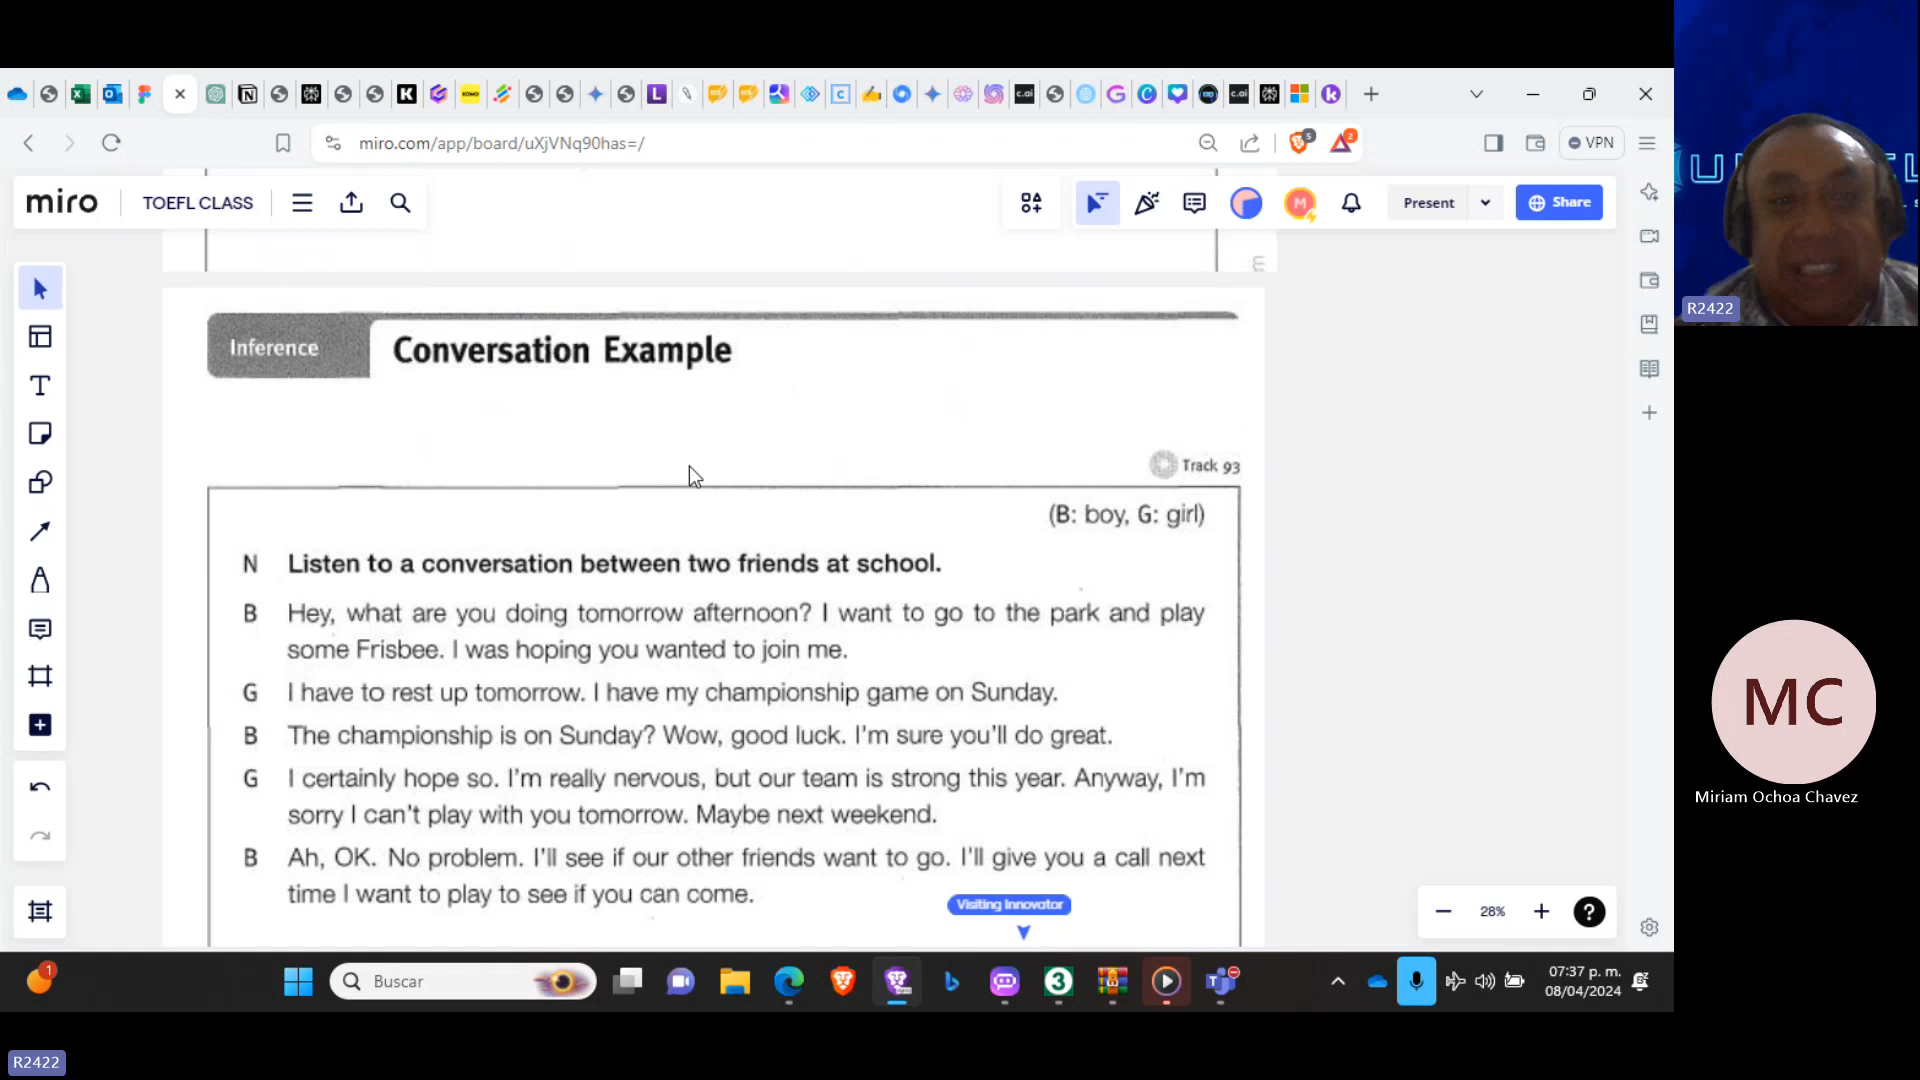 miro.com/app/board/uXjVNq90has=/
5
2
VPN
miro
TOEFL CLASS
M
Present
Share
R2422
Inference
Conversation Example
Track 93
(B: boy, G: girl)
N Listen to a conversation between two friends at school.
B Hey, what are you doing tomorrow afternoon? I want to go to the park and play
some Frisbee. I was hoping you wanted to join me.
G I have to rest up tomorrow. I have my championship game on Sunday.
B The championship is on Sunday? Wow, good luck. I'm sure you'll do great.
G I certainly hope so. I'm really nervous, but our team is strong this year. Anyway, I'm
sorry I can't play with you tomorrow. Maybe next weekend.
B Ah, OK. No problem. I'll see if our other friends want to go. I'll give you a call next
time I want to play to see if you can come.
Visiting Innovator
28%
MC
Miriam Ochoa Chavez
1
Buscar
07:37 p. m.
08/04/2024
R2422